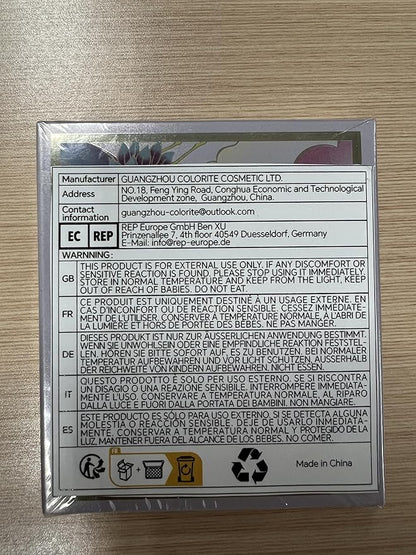 Manufacturer GUANGZHOU COLORITE COSMETIC LTD.
Address NO.18, Feng Ying Road, Conghua Economic and Technological
Development zone, Guangzhou, China.
Contact information guangzhou-colorite@outlook.com
EC REP REP Europe GmbH Ben XU
Prinzenallee 7, 4th floor 40549 Duesseldorf, Germany
E-Mail: info@rep-europe.de
WARNING:
GB THIS PRODUCT IS FOR EXTERNAL USE ONLY. IF ANY DISCOMFORT OR
SENSITIVE REACTION IS FOUND. PLEASE STOP USING IT IMMEDIATELY.
STORE IN NORMAL TEMPERATURE AND KEEP FROM THE LIGHT, KEEP
OUT OF REACH OF BABIES. DO NOT EAT.
FR CE PRODUIT EST UNIQUEMENT DESTINÉ À UN USAGE EXTERNE. EN
CAS D'INCONFORT OU DE RÉACTION SENSIBLE. CESSEZ IMMÉDIATE-
MENT DE L'UTILISER. CONSERVER À TEMPÉRATURE NORMALE, À L'ABRI DE
LA LUMIÈRE ET HORS DE PORTÉE DES BÉBÉS. NE PAS MANGER.
DE DIESES PRODUKT IST NUR ZUR ÄUSSERLICHEN ANWENDUNG BESTIMMT.
WENN SIE UNWOHLSEIN ODER EINE EMPFINDLICHE REAKTION FESTSTEL-
LEN. HÖREN SIE BITTE SOFORT AUF, ES ZU BENUTZEN. BEI NORMALER
TEMPERATUR AUFBEWAHREN UND VOR LICHT SCHÜTZEN, AUSSERHALB
DER REICHWEITE VON KINDERN AUFBEWAHREN. NICHT ESSEN.
IT QUESTO PRODOTTO È SOLO PER USO ESTERNO. SE SI RISCONTRA
UN DISAGIO O UNA REAZIONE SENSIBILE. INTERROMPERE IMMEDIATA-
MENTE L'USO. CONSERVARE A TEMPERATURA NORMALE, AL RIPARO
DALLA LUCE E FUORI DALLA PORTATA DEI BAMBINI. NON MANGIARE.
ES ESTE PRODUCTO ES SÓLO PARA USO EXTERNO. SI SE DETECTA ALGUNA
MOLESTIA O REACCIÓN SENSIBLE. DEJE DE USARLO INMEDIATA-
MENTE. CONSERVAR A TEMPERATURA NORMAL Y PROTEGIDO DE LA
LUZ. MANTENER FUERA DEL ALCANCE DE LOS BEBES. NO COMER.
FR
Made in China